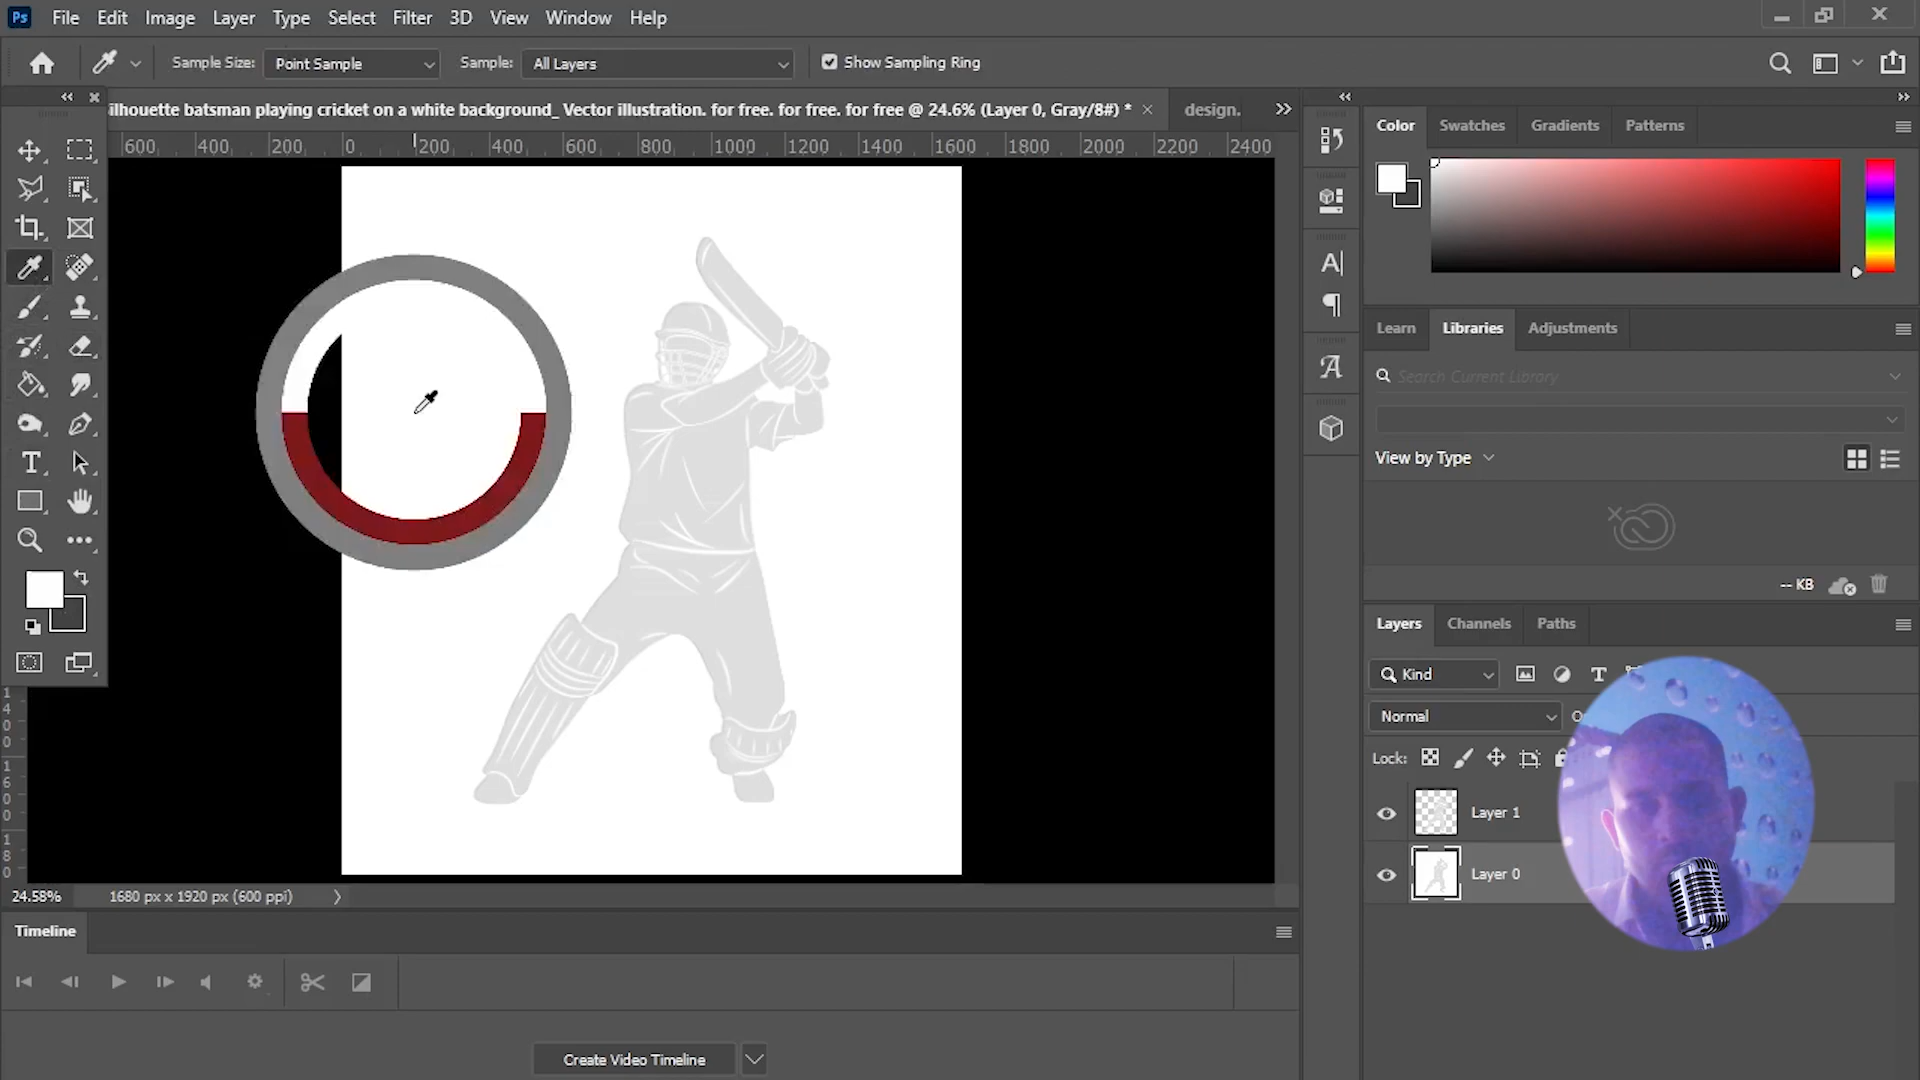 Ps File Edit Image Layer Type Select Filter 3D View Window Help
Sample Size: Point Sample Sample: All Layers Show Sampling Ring
ilhouette batsman playing cricket on a white background_ Vector illustration. for free. for free. for free @ 24.6% (Layer 0, Gray/8#) * design.
600 400 200 0 200 400 600 800 1000 1200 1400 1600 1800 2000 2200 2400
Color Swatches Gradients Patterns
Learn Libraries Adjustments
Search Current Library
View by Type
-- KB
Layers Channels Paths
Kind
Normal
Lock:
Layer 1
Layer 0
24.58% 1680 px x 1920 px (600 ppi)
Timeline
Create Video Timeline